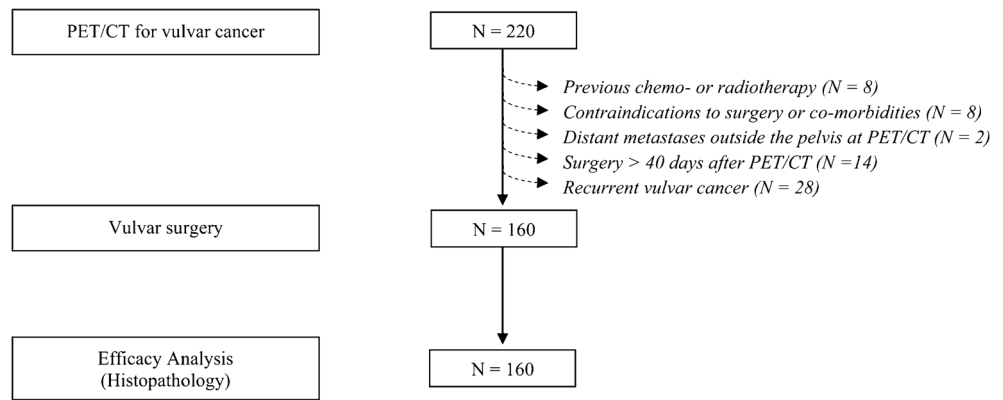 PET/CT for vulvar cancer
N = 220
Previous chemo- or radiotherapy (N = 8)
Contraindications to surgery or co-morbidities (N = 8)
Distant metastases outside the pelvis at PET/CT (N = 2)
Surgery > 40 days after PET/CT (N =14)
Recurrent vulvar cancer (N = 28)
Vulvar surgery
N = 160
Efficacy Analysis
(Histopathology)
N = 160